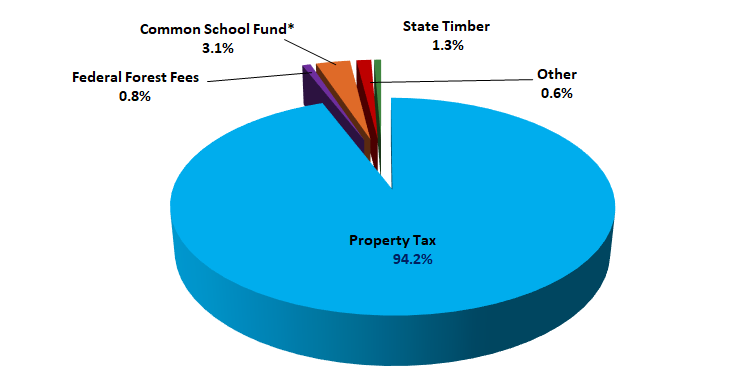 Common School Fund*
3.1%
State Timber
1.3%
Federal Forest Fees
0.8%
Other
0.6%
Property Tax
94.2%